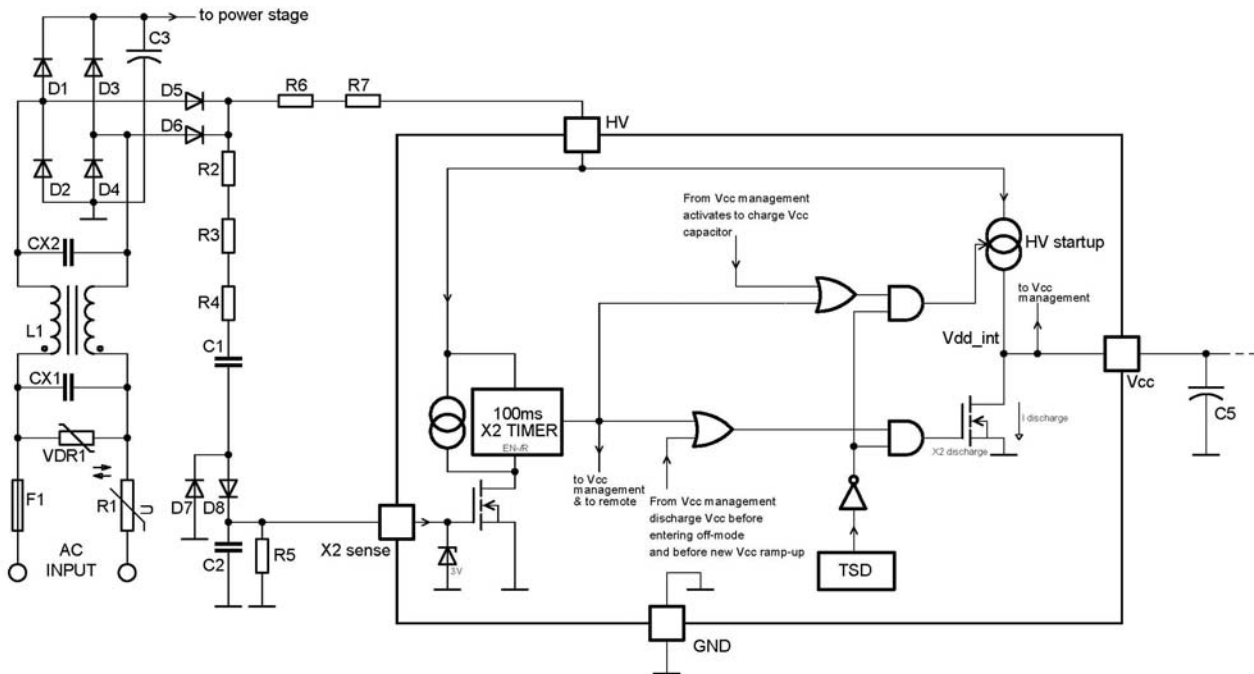 to power stage
C3
D1
D3
D5
D6
D2
D4
R6
R7
HV
R2
R3
R4
C1
CX2
L1
CX1
VDR1
F1
R1
U
AC
INPUT
D7
D8
C2
R5
X2 sense
3V
100ms
X2 TIMER
EN-/R
From Vcc management
activates to charge Vcc
capacitor
HV startup
to Vcc
management
Vdd_int
Vcc
C5
I discharge
X2 discharge
to Vcc
management
& to remote
From Vcc management
discharge Vcc before
entering off-mode
and before new Vcc ramp-up
TSD
GND